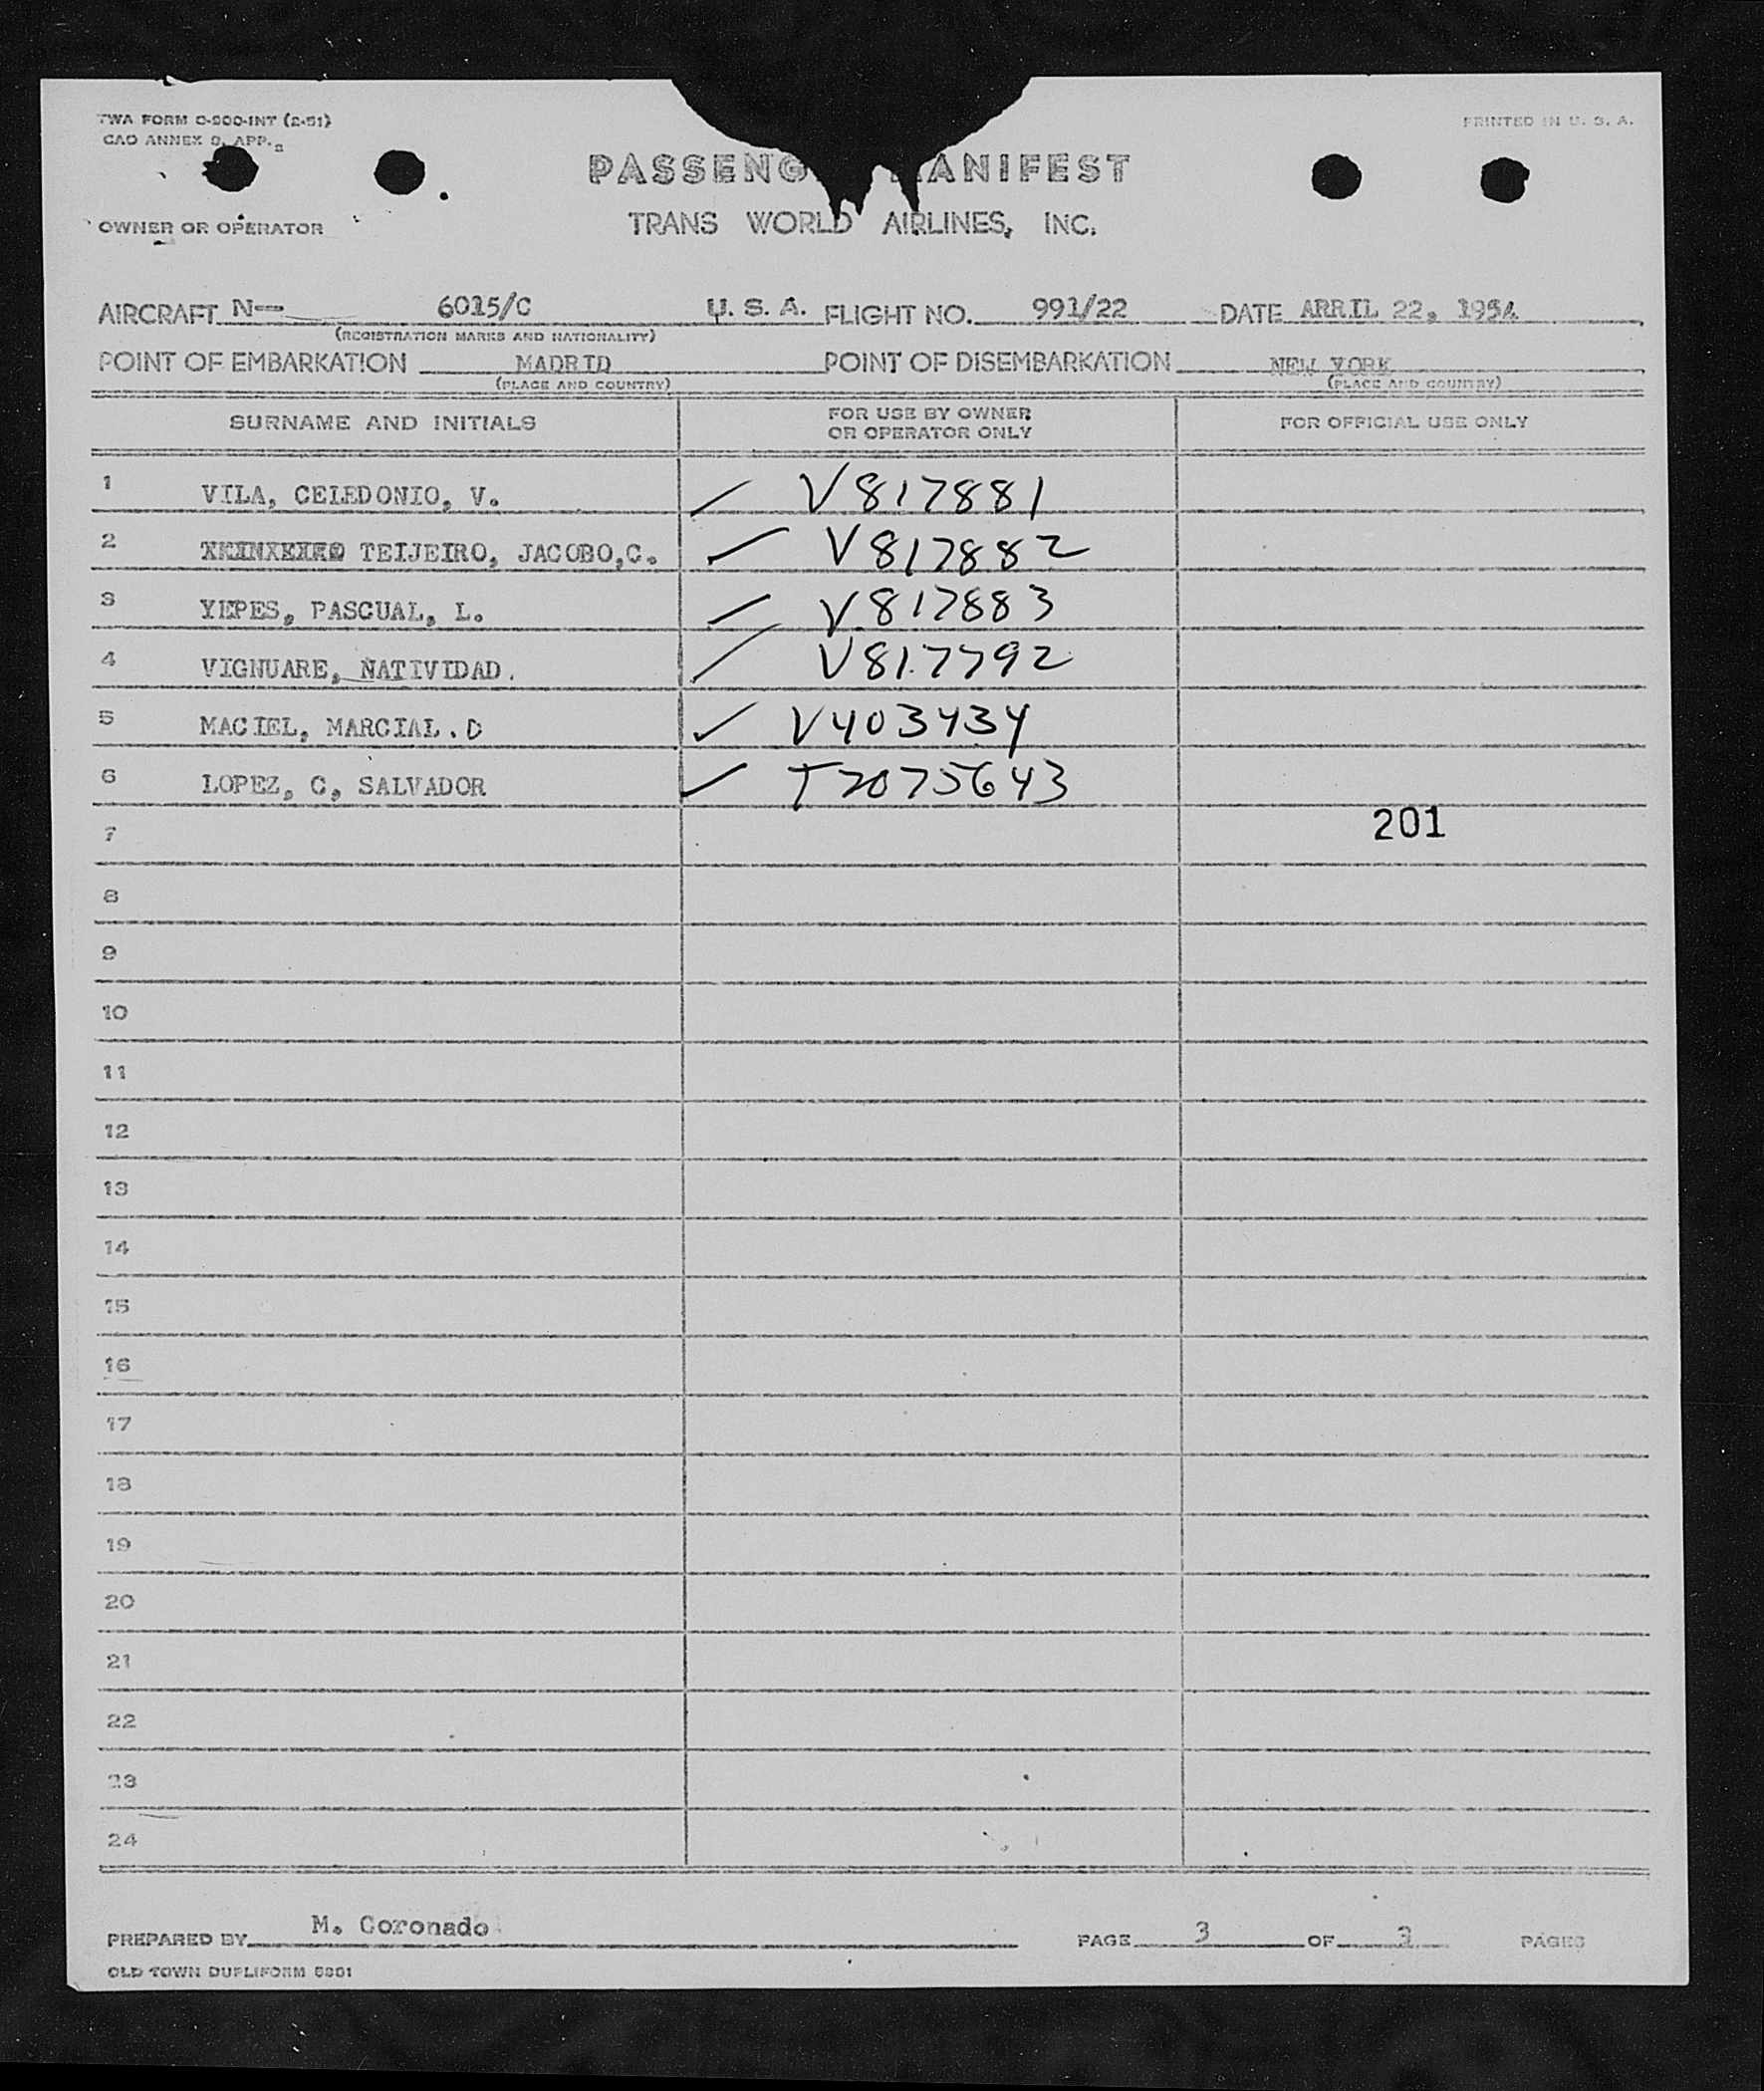 TWA FORM C-900-INT (2-51)
CAO ANNEX 9, APP.
PRINTED IN U. S. A.
PASSENG ANIFEST
OWNER OR OPERATOR
TRANS WORLD AIRLINES, INC.
AIRCRAFT N- 6015/C U. S. A. FLIGHT NO. 991/22 DATE ARRIL 22, 1954
(REGISTRATION MARKS AND NATIONALITY)
POINT OF EMBARKATION MADRID POINT OF DISEMBARKATION NEW YORK
(PLACE AND COUNTRY) (PLACE AND COUNTRY)
SURNAME AND INITIALS FOR USE BY OWNER OR OPERATOR ONLY FOR OFFICIAL USE ONLY
1 VILA, CELEDONIO, V. V817881
2 TEIJEIRO, JACOBO,C. V817882
3 YEPES, PASCUAL, L. V817883
4 VIGNUARE, NATIVIDAD. V817792
5 MACIEL, MARCIAL.D V403434
6 LOPEZ, C, SALVADOR T2075643
7 201
8
9
10
11
12
13
14
15
16
17
18
19
20
21
22
23
24
PREPARED BY M. Coronado PAGE 3 OF 3 PAGES
OLD TOWN DUPLIFORM 5801